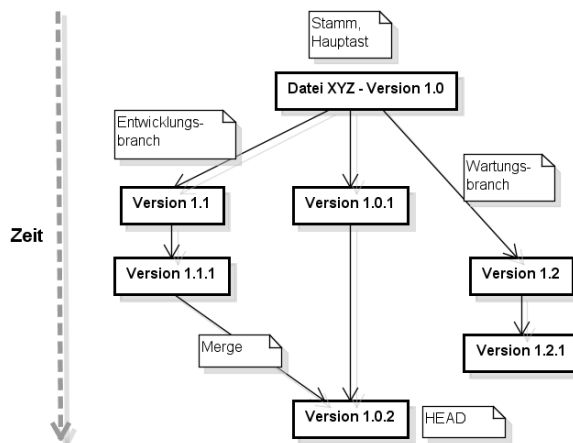 Stamm,
Hauptast
Datei XYZ - Version 1.0
Entwicklungs-
branch
Wartungs-
branch
Version 1.1
Version 1.0.1
Zeit
Version 1.1.1
Version 1.2
Merge
Version 1.2.1
Version 1.0.2
HEAD